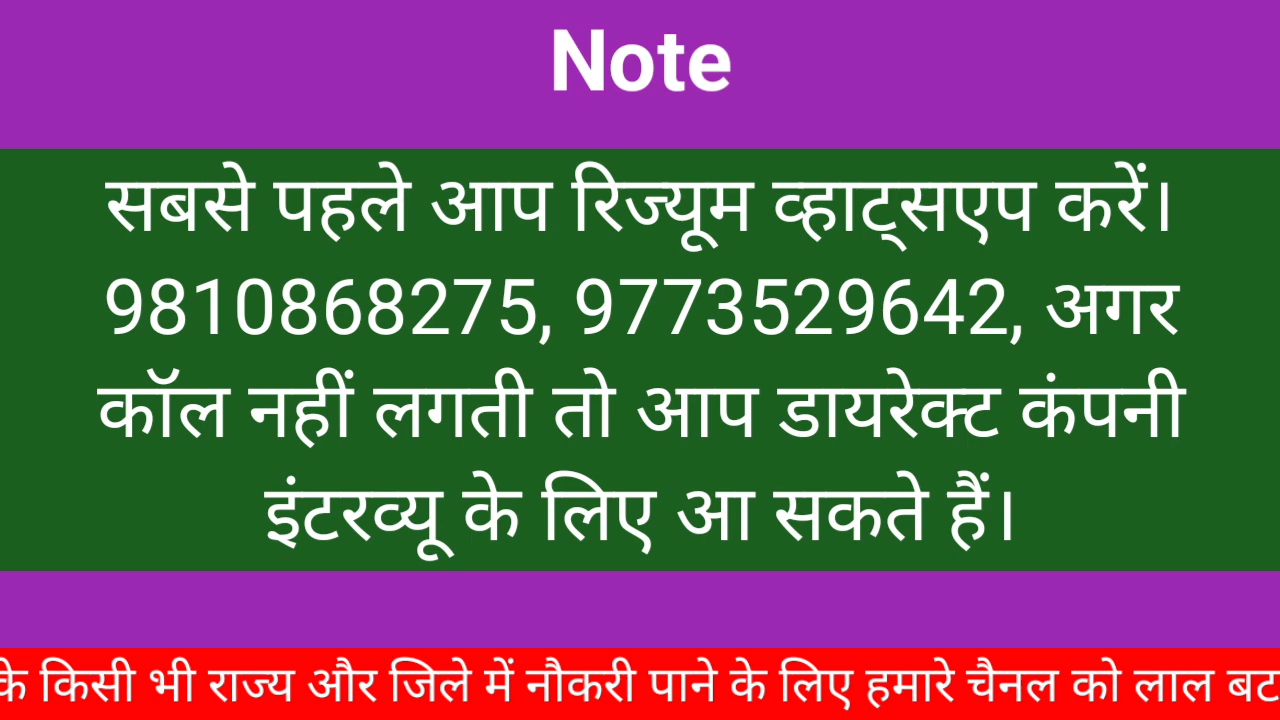 Note
सबसे पहले आप रिज्यूम व्हाट्सएप करें।
9810868275, 9773529642, अगर
कॉल नहीं लगती तो आप डायरेक्ट कंपनी
इंटरव्यू के लिए आ सकते हैं।
के किसी भी राज्य और जिले में नौकरी पाने के लिए हमारे चैनल को लाल